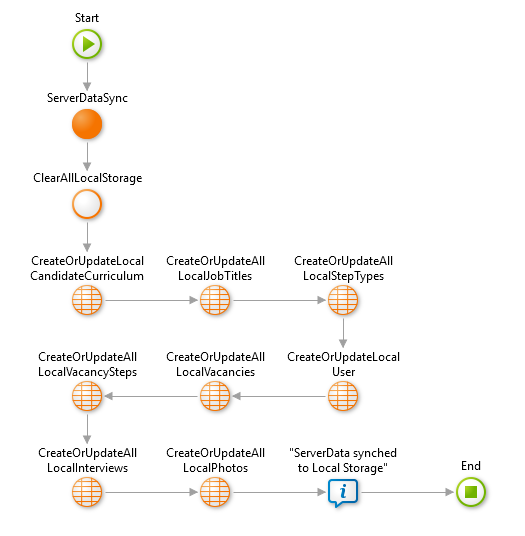 Start
ServerDataSync
ClearAllLocalStorage
CreateOrUpdateLocal
CandidateCurriculum
CreateOrUpdateAll
LocalJobTitles
CreateOrUpdateAll
LocalStepTypes
CreateOrUpdateLocal
User
CreateOrUpdateAll
LocalVacancies
CreateOrUpdateAll
LocalVacancySteps
CreateOrUpdateAll
LocalInterviews
CreateOrUpdateAll
LocalPhotos
"ServerData synched
to Local Storage"
End